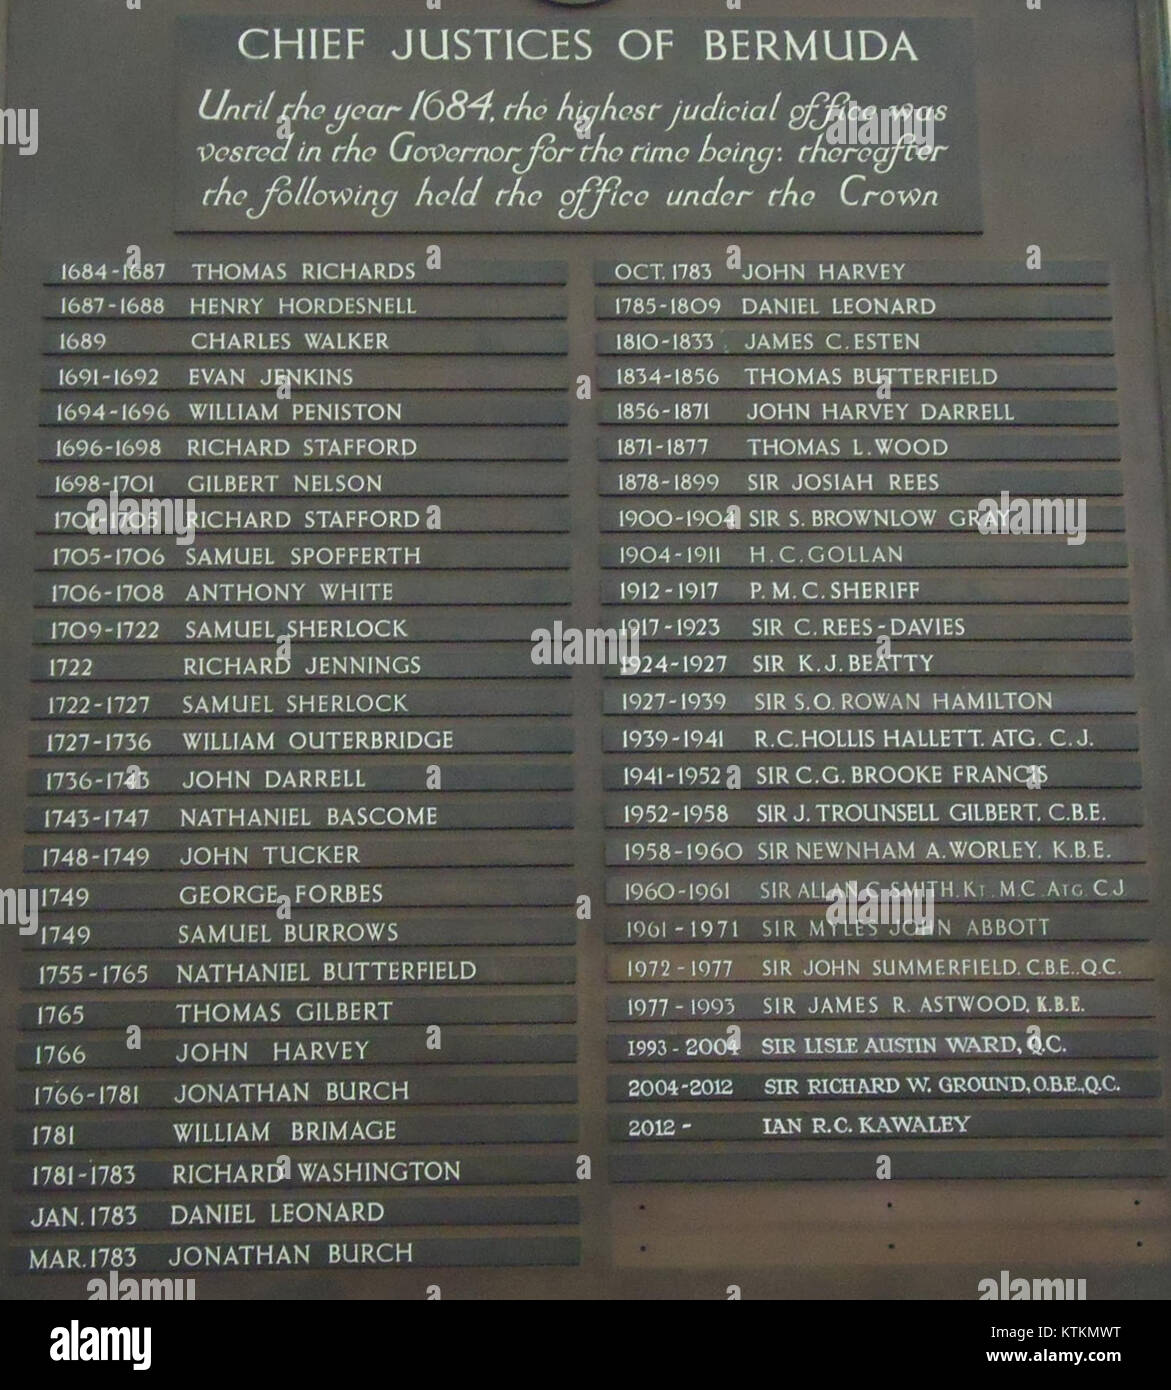 CHIEF JUSTICES OF BERMUDA
Until the year 1684, the highest judicial office was
vested in the Governor for the time being: thereafter
the following held the office under the Crown
1684-1687 THOMAS RICHARDS
1687-1688 HENRY HORDESNELL
1689 CHARLES WALKER
1691-1692 EVAN JENKINS
1694-1696 WILLIAM PENISTON
1696-1698 RICHARD STAFFORD
1698-1701 GILBERT NELSON
1701-1705 RICHARD STAFFORD
1705-1706 SAMUEL SPOFFERTH
1706-1708 ANTHONY WHITE
1709-1722 SAMUEL SHERLOCK
1722 RICHARD JENNINGS
1722-1727 SAMUEL SHERLOCK
1727-1736 WILLIAM OUTERBRIDGE
1736-1743 JOHN DARRELL
1743-1747 NATHANIEL BASCOME
1748-1749 JOHN TUCKER
1749 GEORGE FORBES
1749 SAMUEL BURROWS
1755-1765 NATHANIEL BUTTERFIELD
1765 THOMAS GILBERT
1766 JOHN HARVEY
1766-1781 JONATHAN BURCH
1781 WILLIAM BRIMAGE
1781-1783 RICHARD WASHINGTON
JAN. 1783 DANIEL LEONARD
MAR. 1783 JONATHAN BURCH
OCT. 1783 JOHN HARVEY
1785-1809 DANIEL LEONARD
1810-1833 JAMES C. ESTEN
1834-1856 THOMAS BUTTERFIELD
1856-1871 JOHN HARVEY DARRELL
1871-1877 THOMAS L. WOOD
1878-1899 SIR JOSIAH REES
1900-1904 SIR S. BROWNLOW GRAY
1904-1911 H. C. GOLLAN
1912-1917 P. M. C. SHERIFF
1917-1923 SIR C. REES-DAVIES
1924-1927 SIR K. J. BEATTY
1927-1939 SIR S. O. ROWAN HAMILTON
1939-1941 R. C. HOLLIS HALLETT. ATG. C. J.
1941-1952 SIR C. G. BROOKE FRANCIS
1952-1958 SIR J. TROUNSELL GILBERT, C.B.E.
1958-1960 SIR NEWNHAM A. WORLEY, K.B.E.
1960-1961 SIR ALLAN C. SMITH. KT. M.C. ATG. C J
1961-1971 SIR MYLES JOHN ABBOTT
1972-1977 SIR JOHN SUMMERFIELD, C.B.E., Q.C.
1977-1993 SIR JAMES R. ASTWOOD, K.B.E.
1993-2004 SIR LISLE AUSTIN WARD, Q.C.
2004-2012 SIR RICHARD W. GROUND, O.B.E., Q.C.
2012- IAN R. C. KAWALEY
a alamy
a
alamy
Image ID: KTKMWT
www.alamy.com